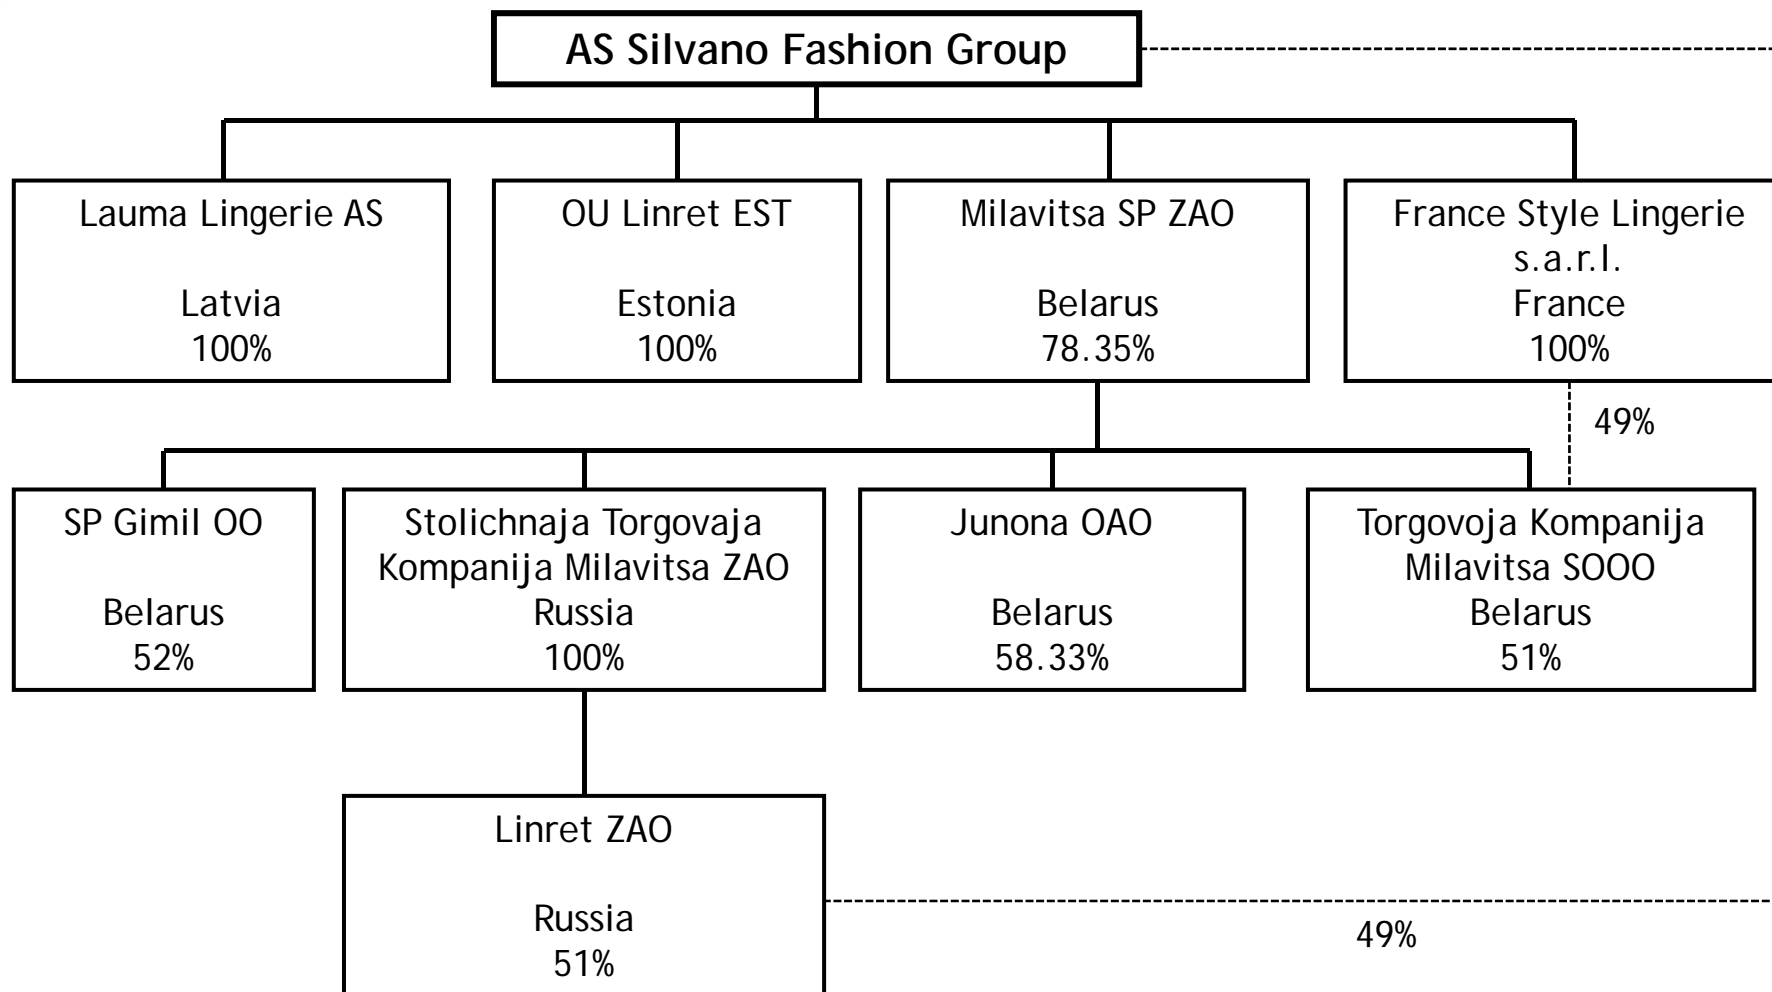 AS Silvano Fashion Group
Lauma Lingerie AS
Latvia
100%
OU Linret EST
Estonia
100%
Milavitsa SP ZAO
Belarus
78.35%
France Style Lingerie
s.a.r.l.
France
100%
49%
SP Gimil OO
Belarus
52%
Stolichnaja Torgovaja
Kompanija Milavitsa ZAO
Russia
100%
Junona OAO
Belarus
58.33%
Torgovoja Kompanija
Milavitsa SOOO
Belarus
51%
Linret ZAO
Russia
51%
49%